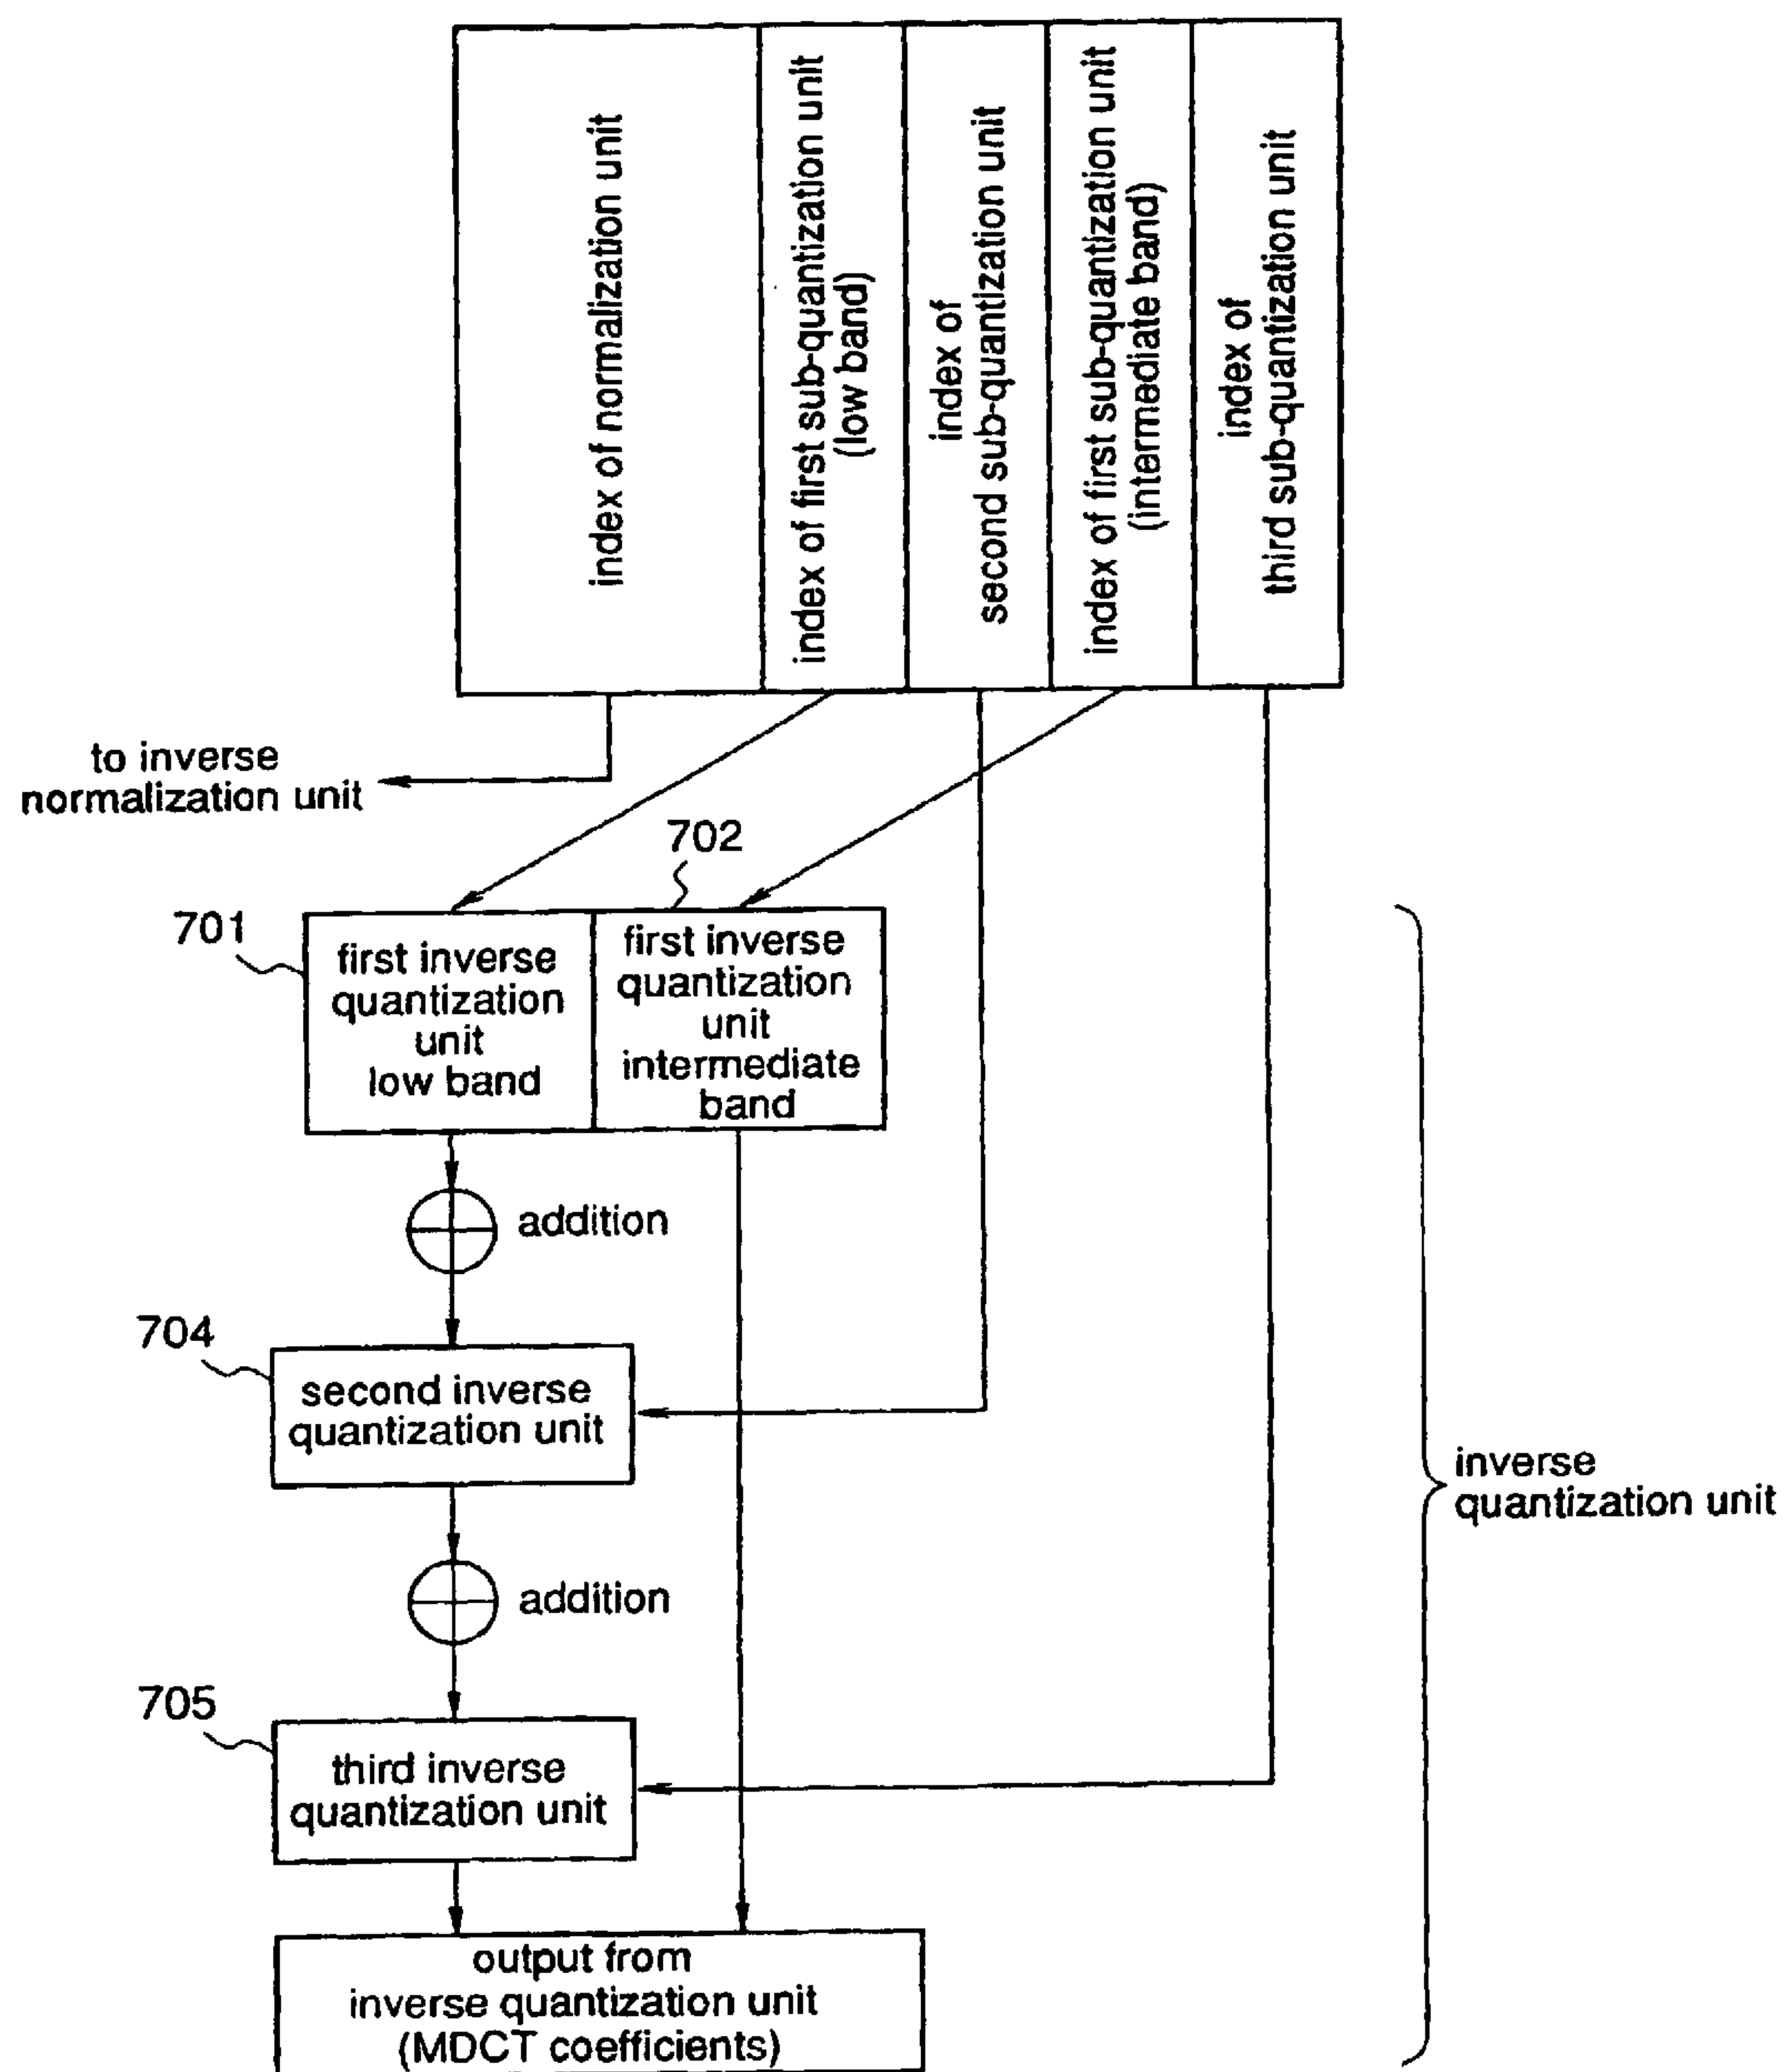 index of normalization unit
index of first sub-quantization unit
(low band)
index of
second sub-quantization unit
index of first sub-quantization unit
(intermediate band)
index of
third sub-quantization unit
to inverse
normalization unit
702
701
first inverse
quantization
unit
low band
first inverse
quantization
unit
intermediate
band
addition
704
second inverse
quantization unit
inverse
quantization unit
addition
705
third inverse
quantization unit
output from
inverse quantization unit
(MDCT coefficients)